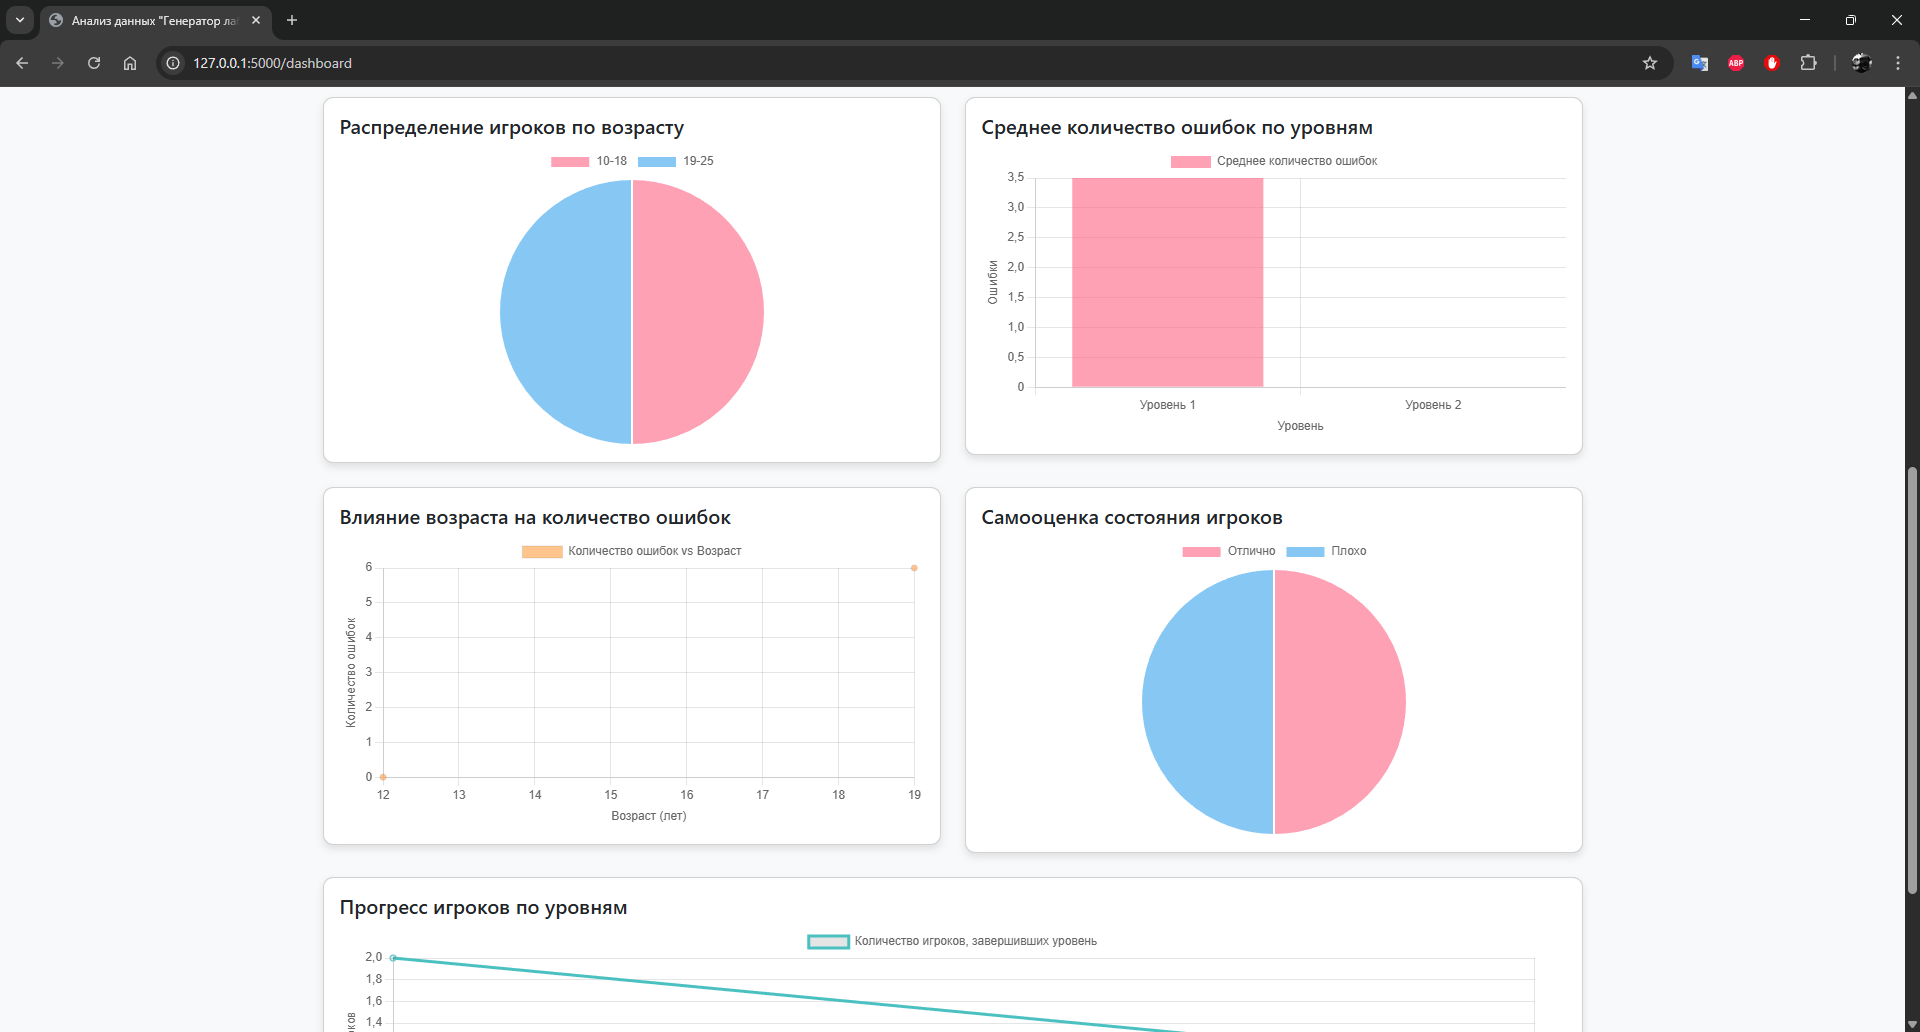 Анализ данных "Генератор ла
127.0.0.1:5000/dashboard
ABP
Распределение игроков по возрасту
10-18 19-25
Среднее количество ошибок по уровням
Среднее количество ошибок
3,5
3,0
2,5
2,0
1,5
1,0
0,5
0
Ошибки
Уровень 1 Уровень 2
Уровень
Влияние возраста на количество ошибок
Количество ошибок vs Возраст
6
5
4
3
2
1
0
Количество ошибок
12 13 14 15 16 17 18 19
Возраст (лет)
Самооценка состояния игроков
Отлично Плохо
Прогресс игроков по уровням
Количество игроков, завершивших уровень
2,0
1,8
1,6
1,4